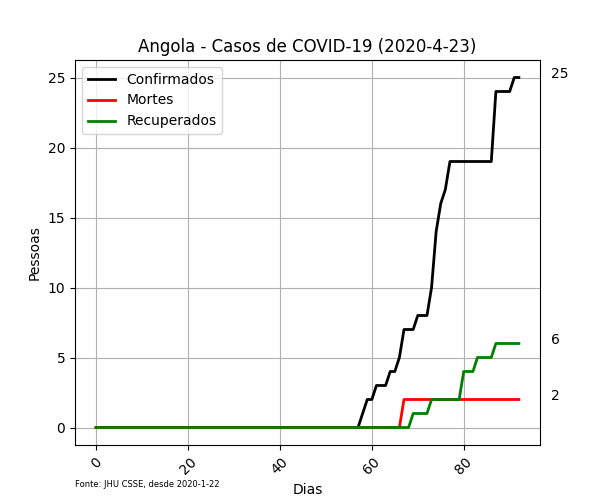 Angola - Casos de COVID-19 (2020-4-23)
Confirmados
Mortes
Recuperados
25
20
15
10
5
0
Pessoas
25
6
2
0
20
40
60
80
Dias
Fonte: JHU CSSE, desde 2020-1-22